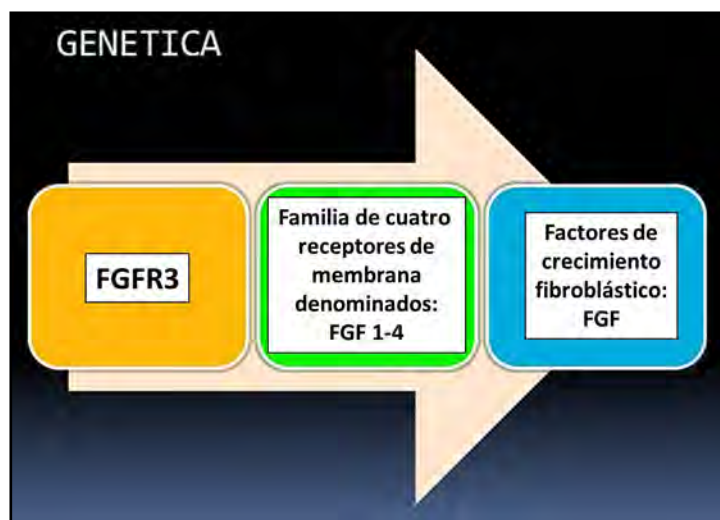 GENETICA
FGFR3
Familia de cuatro
receptores de
membrana
denominados:
FGF 1-4
Factores de
crecimiento
fibroblástico:
FGF